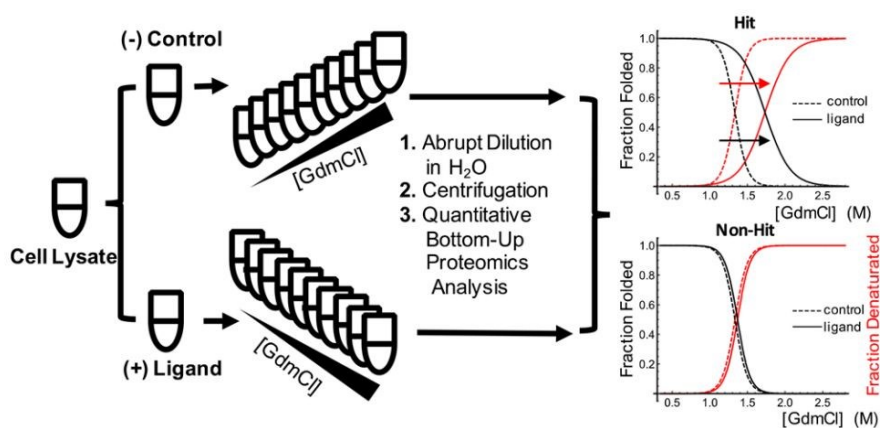 (-) Control
[GdmCl]
Cell Lysate
(+) Ligand
[GdmCl]
1. Abrupt Dilution
in H₂O
2. Centrifugation
3. Quantitative
Bottom-Up
Proteomics
Analysis
Hit
Fraction Folded
1.0
0.8
0.6
0.4
0.2
control
ligand
0.5 1.0 1.5 2.0 2.5
[GdmCl] (M)
Non-Hit
Fraction Folded
1.0
0.8
0.6
0.4
0.2
control
ligand
0.5 1.0 1.5 2.0 2.5
[GdmCl] (M)
Fraction Denaturated